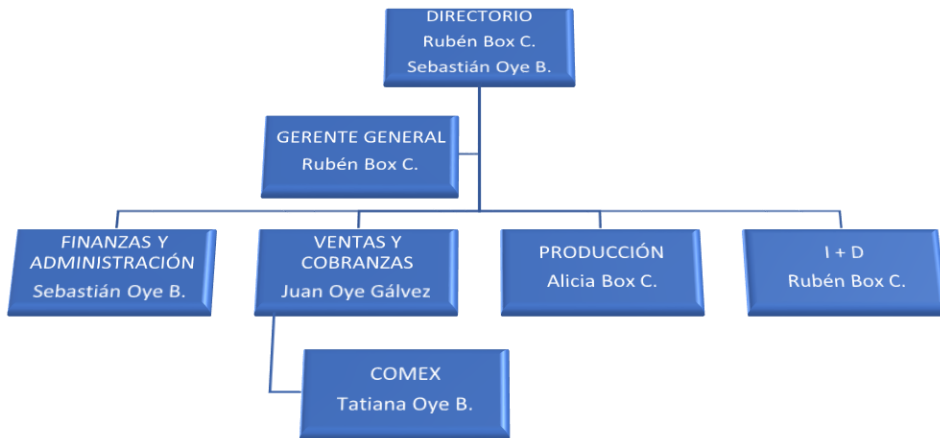 DIRECTORIO
Rubén Box C.
Sebastián Oye B.
GERENTE GENERAL
Rubén Box C.
FINANZAS Y
ADMINISTRACIÓN
Sebastián Oye B.
VENTAS Y
COBRANZAS
Juan Oye Gálvez
PRODUCCIÓN
Alicia Box C.
I + D
Rubén Box C.
COMEX
Tatiana Oye B.